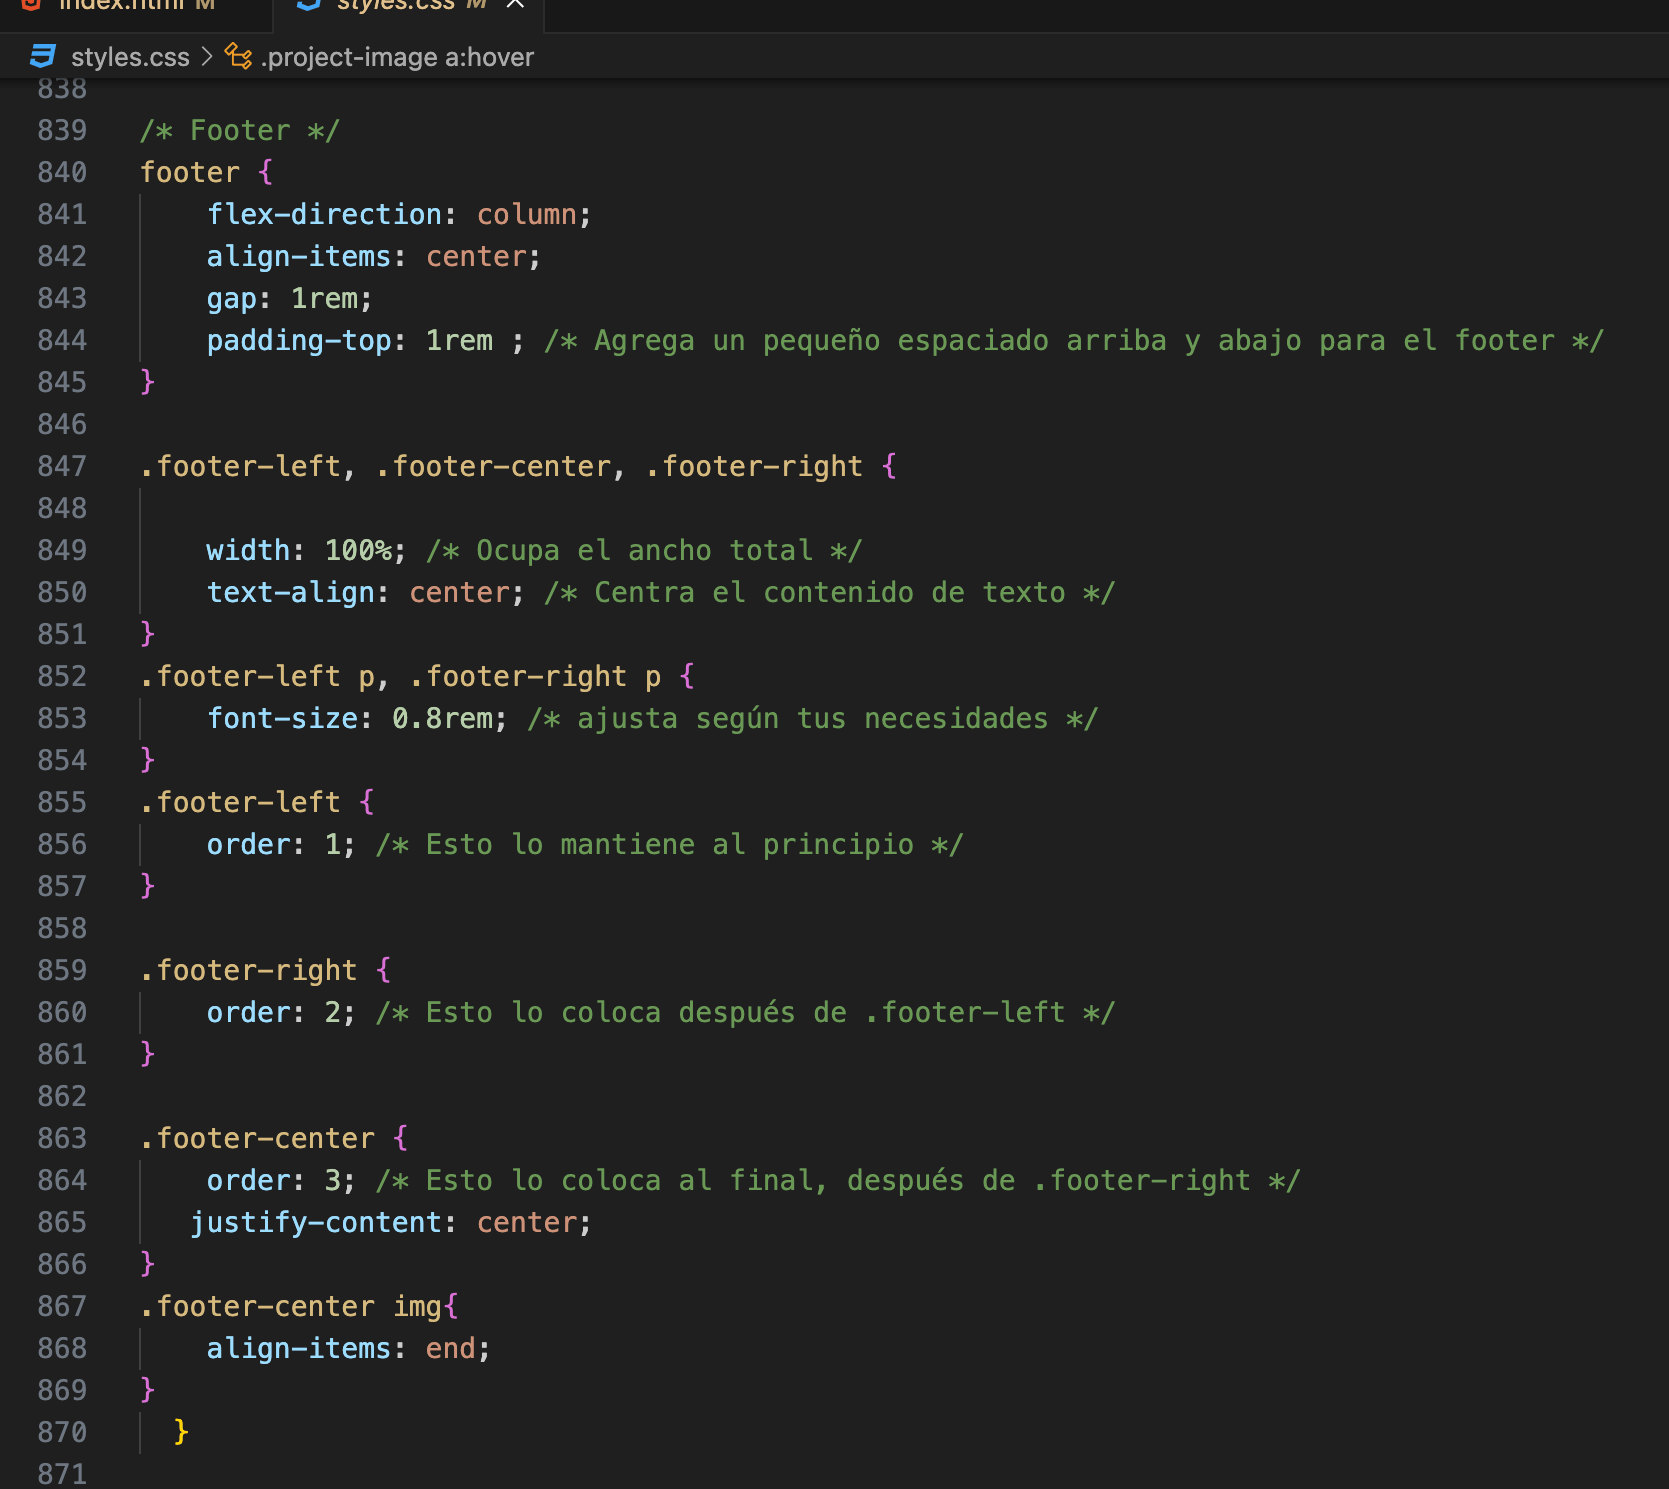 index.html M styles.css M
styles.css > .project-image a:hover
838
839 /* Footer */
840 footer {
841 flex-direction: column;
842 align-items: center;
843 gap: 1rem;
844 padding-top: 1rem ; /* Agrega un pequeño espaciado arriba y abajo para el footer */
845 }
846
847 .footer-left, .footer-center, .footer-right {
848
849 width: 100%; /* Ocupa el ancho total */
850 text-align: center; /* Centra el contenido de texto */
851 }
852 .footer-left p, .footer-right p {
853 font-size: 0.8rem; /* ajusta según tus necesidades */
854 }
855 .footer-left {
856 order: 1; /* Esto lo mantiene al principio */
857 }
858
859 .footer-right {
860 order: 2; /* Esto lo coloca después de .footer-left */
861 }
862
863 .footer-center {
864 order: 3; /* Esto lo coloca al final, después de .footer-right */
865 justify-content: center;
866 }
867 .footer-center img{
868 align-items: end;
869 }
870 }
871